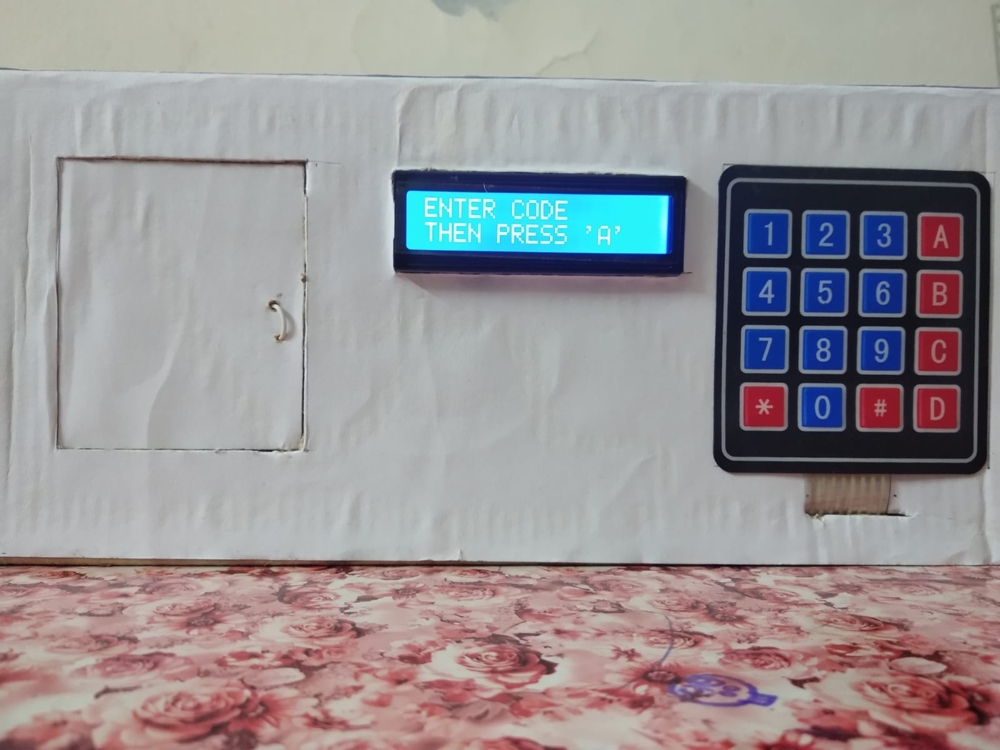 ENTER CODE
THEN PRESS 'A'
1 2 3 A
4 5 6 B
7 8 9 C
* 0 # D